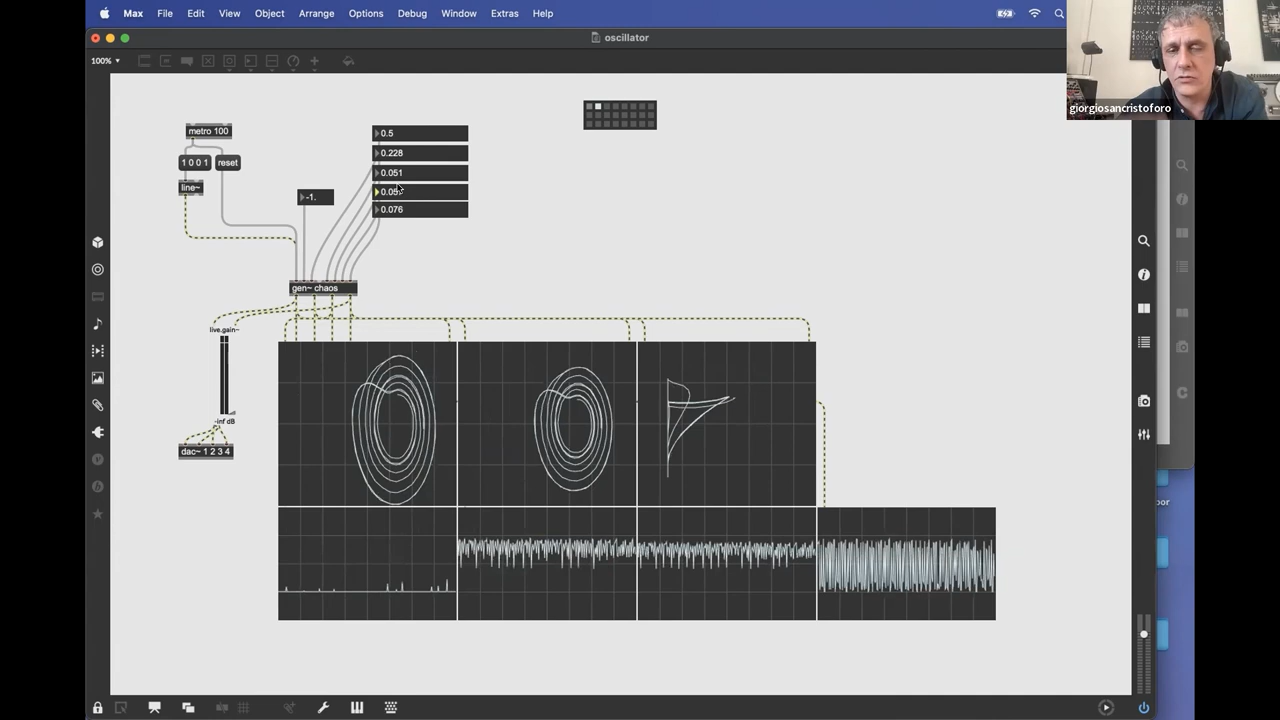 Max File Edit View Object Arrange Options Debug Window Extras Help
oscillator
100%
giorgiosancristoforo
metro 100
1 0 0 1
reset
line~
-1.
0.5
0.228
0.051
0.076
gen~ chaos
live.gain~
-inf dB
dac~ 1 2 3 4